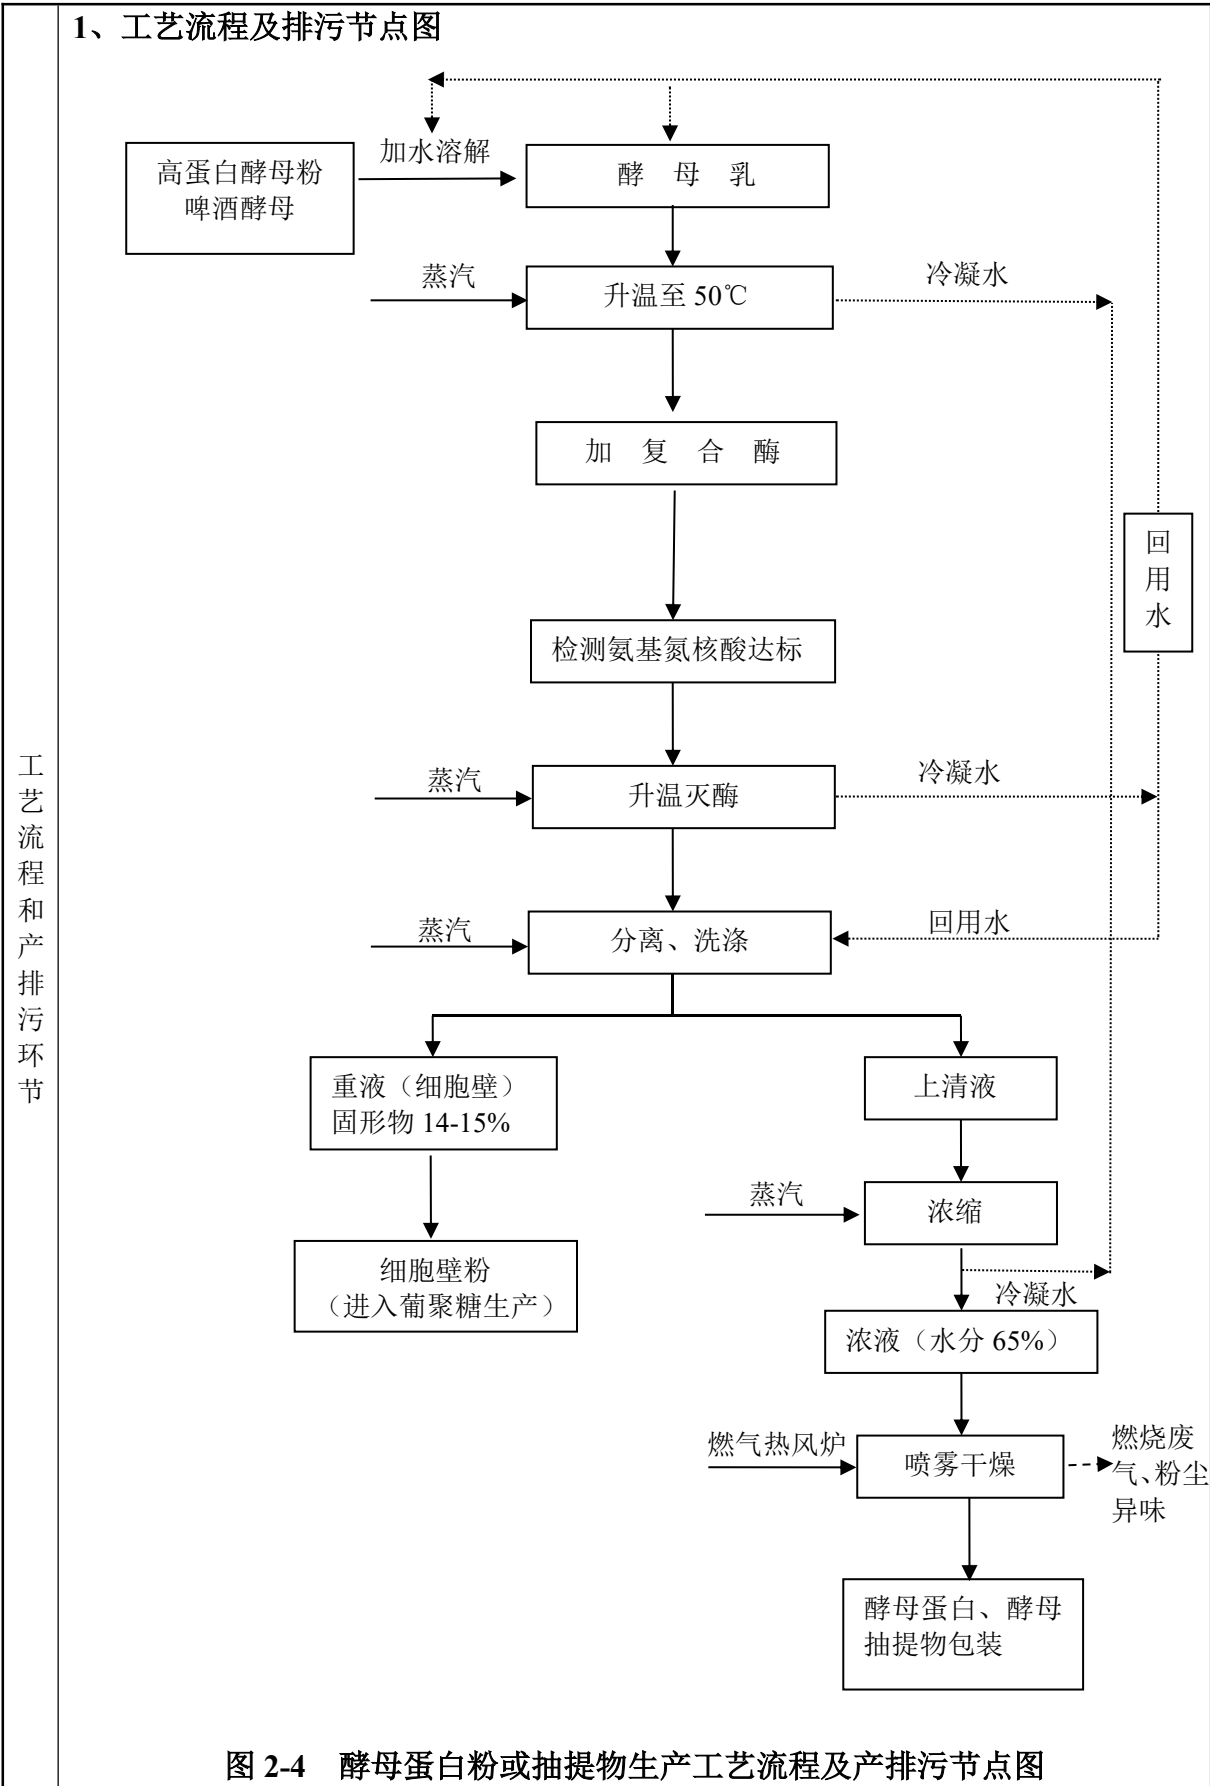 1、工艺流程及排污节点图
高蛋白酵母粉
啤酒酵母
加水溶解
酵 母 乳
蒸汽
升温至 50℃
冷凝水
加 复 合 酶
回
用
水
检测氨基氮核酸达标
蒸汽
升温灭酶
冷凝水
蒸汽
分离、洗涤
回用水
重液（细胞壁）
固形物 14-15%
上清液
蒸汽
浓缩
细胞壁粉
（进入葡聚糖生产）
冷凝水
浓液（水分 65%）
燃气热风炉
喷雾干燥
燃烧废
气、粉尘
异味
酵母蛋白、酵母
抽提物包装
工
艺
流
程
和
产
排
污
环
节
图 2-4 酵母蛋白粉或抽提物生产工艺流程及产排污节点图